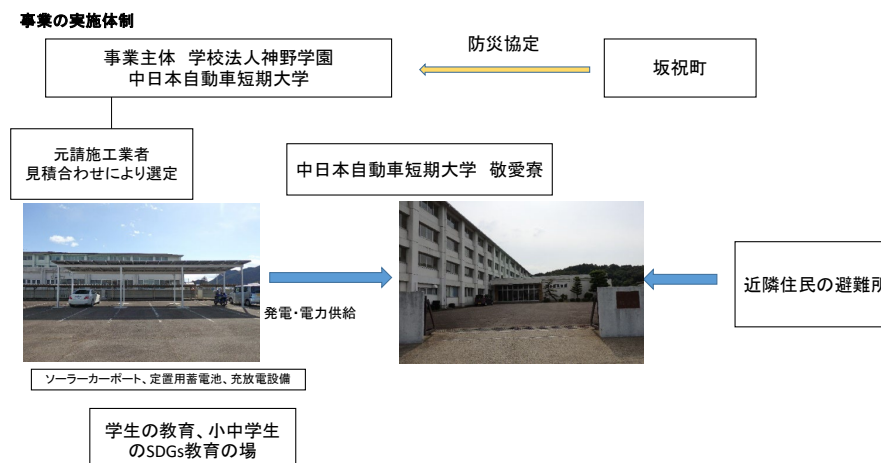 事業の実施体制
事業主体 学校法人神野学園
中日本自動車短期大学
防災協定
坂祝町
元請施工業者
見積合わせにより選定
中日本自動車短期大学 敬愛寮
発電・電力供給
近隣住民の避難所
ソーラーカーポート、定置用蓄電池、充放電設備
学生の教育、小中学生
のSDGs教育の場